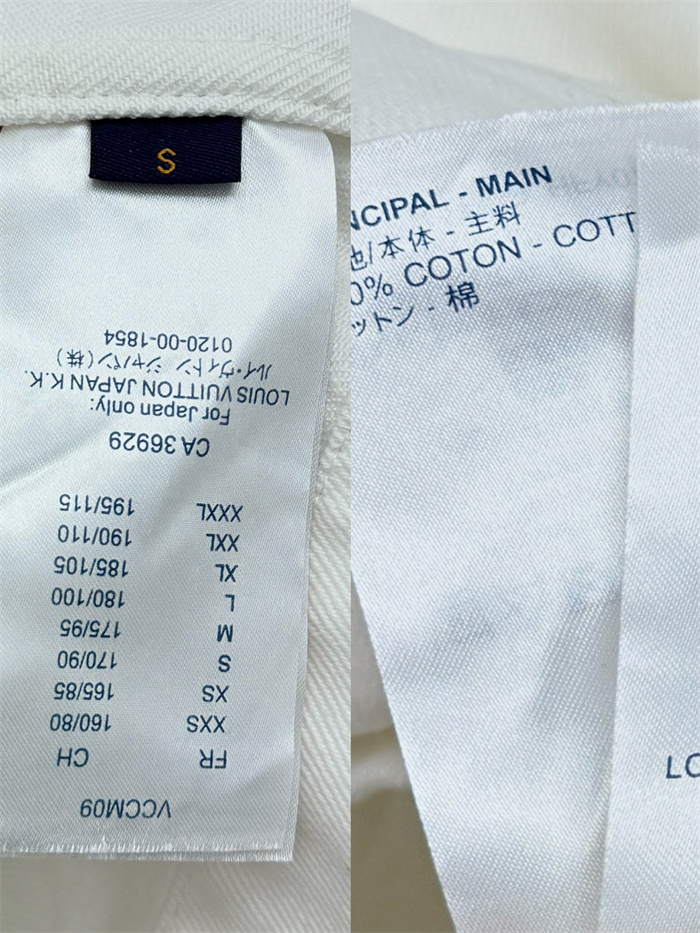 S
VCCM09
FR CH
XXS 160/80
XS 165/85
S 170/90
M 175/95
L 180/100
XL 185/105
XXL 190/110
XXXL 195/115
CA 36929
For Japan only:
LOUIS VUITTON JAPAN K.K.
ルイ・ヴィトン ジャパン(株)
0120-00-1854
NCIPAL - MAIN
/本体 - 主料
0% COTON - COTT
ットン - 棉
LO